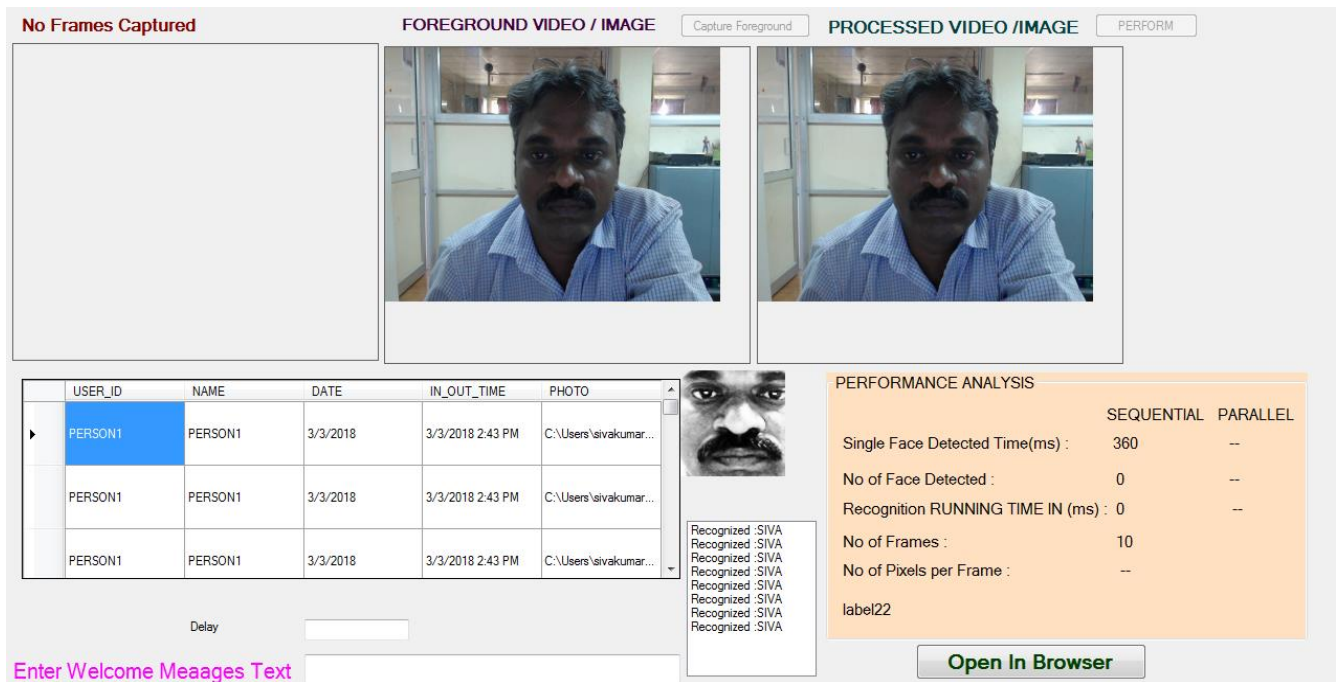 No Frames Captured
FOREGROUND VIDEO / IMAGE
Capture Foreground
PROCESSED VIDEO /IMAGE
PERFORM
USER_ID NAME DATE IN_OUT_TIME PHOTO
PERSON1 PERSON1 3/3/2018 3/3/2018 2:43 PM C:\Users\sivakumar...
PERSON1 PERSON1 3/3/2018 3/3/2018 2:43 PM C:\Users\sivakumar...
PERSON1 PERSON1 3/3/2018 3/3/2018 2:43 PM C:\Users\sivakumar...
Delay
Enter Welcome Meaages Text
Recognized :SIVA
Recognized :SIVA
Recognized :SIVA
Recognized :SIVA
Recognized :SIVA
Recognized :SIVA
Recognized :SIVA
Recognized :SIVA
PERFORMANCE ANALYSIS
SEQUENTIAL PARALLEL
Single Face Detected Time(ms) : 360 --
No of Face Detected : 0 --
Recognition RUNNING TIME IN (ms) : 0 --
No of Frames : 10
No of Pixels per Frame : --
label22
Open In Browser